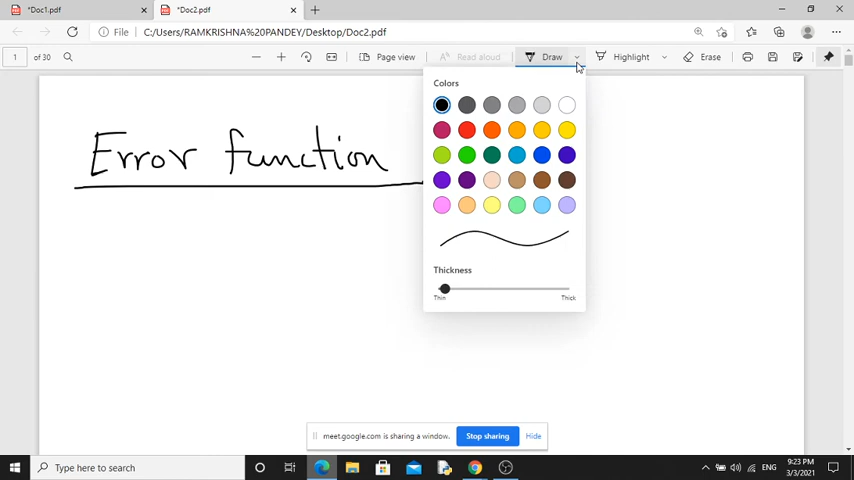 *Doc1.pdf
*Doc2.pdf
File
C:/Users/RAMKRISHNA%20PANDEY/Desktop/Doc2.pdf
1 of 30
Page view
Read aloud
Draw
Highlight
Erase
Colors
Error function
Thickness
Thin
Thick
meet.google.com is sharing a window.
Stop sharing
Hide
Type here to search
ENG
9:23 PM
3/3/2021